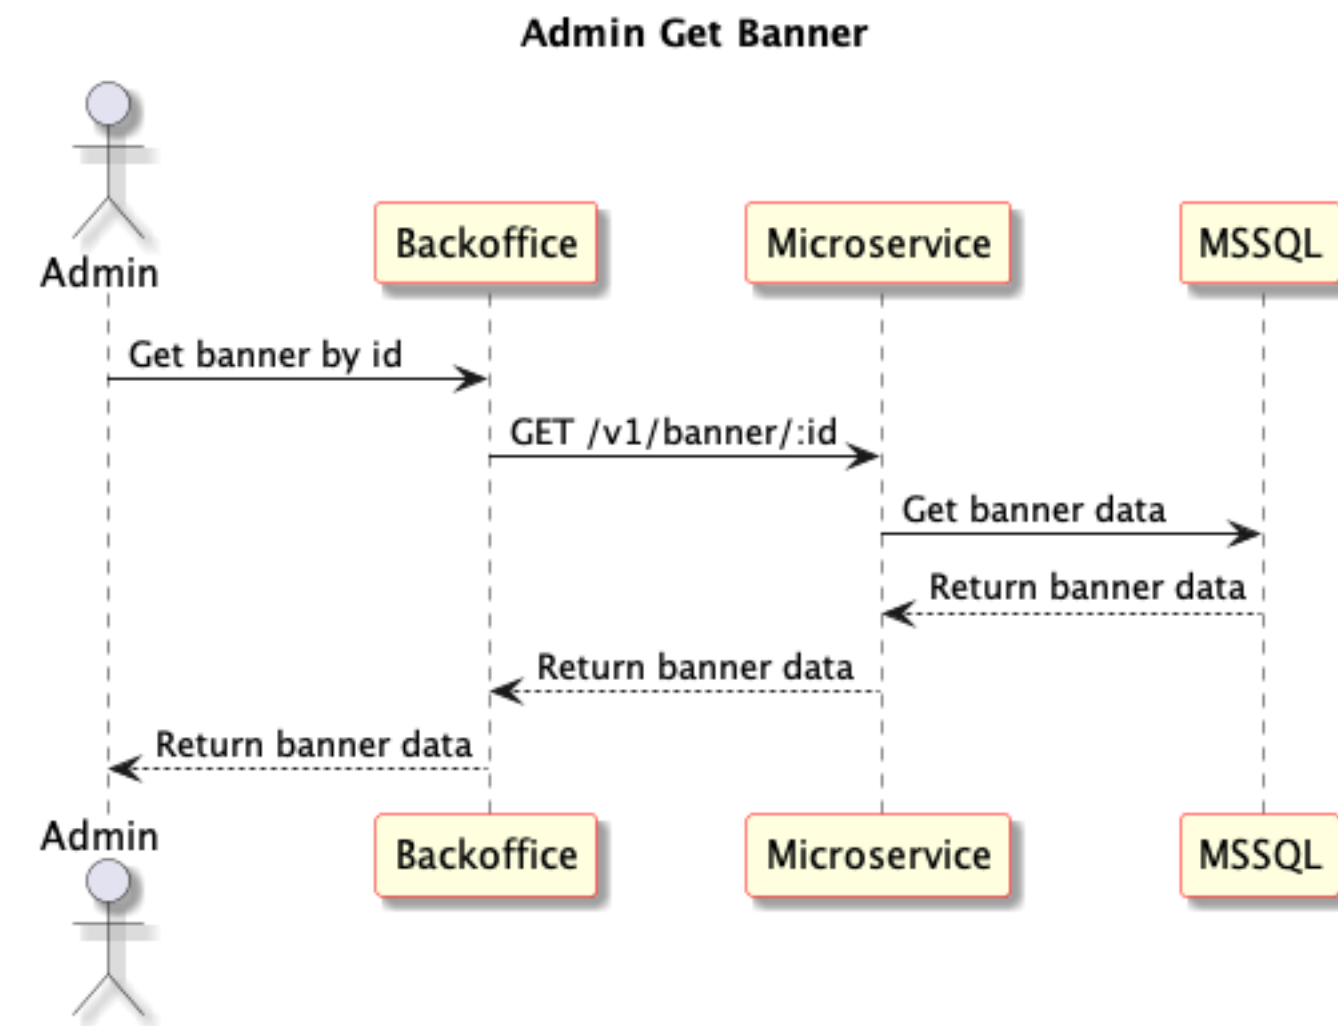 Admin Get Banner
Admin
Backoffice
Microservice
MSSQL
Get banner by id
GET /v1/banner/:id
Get banner data
Return banner data
Return banner data
Return banner data
Admin
Backoffice
Microservice
MSSQL